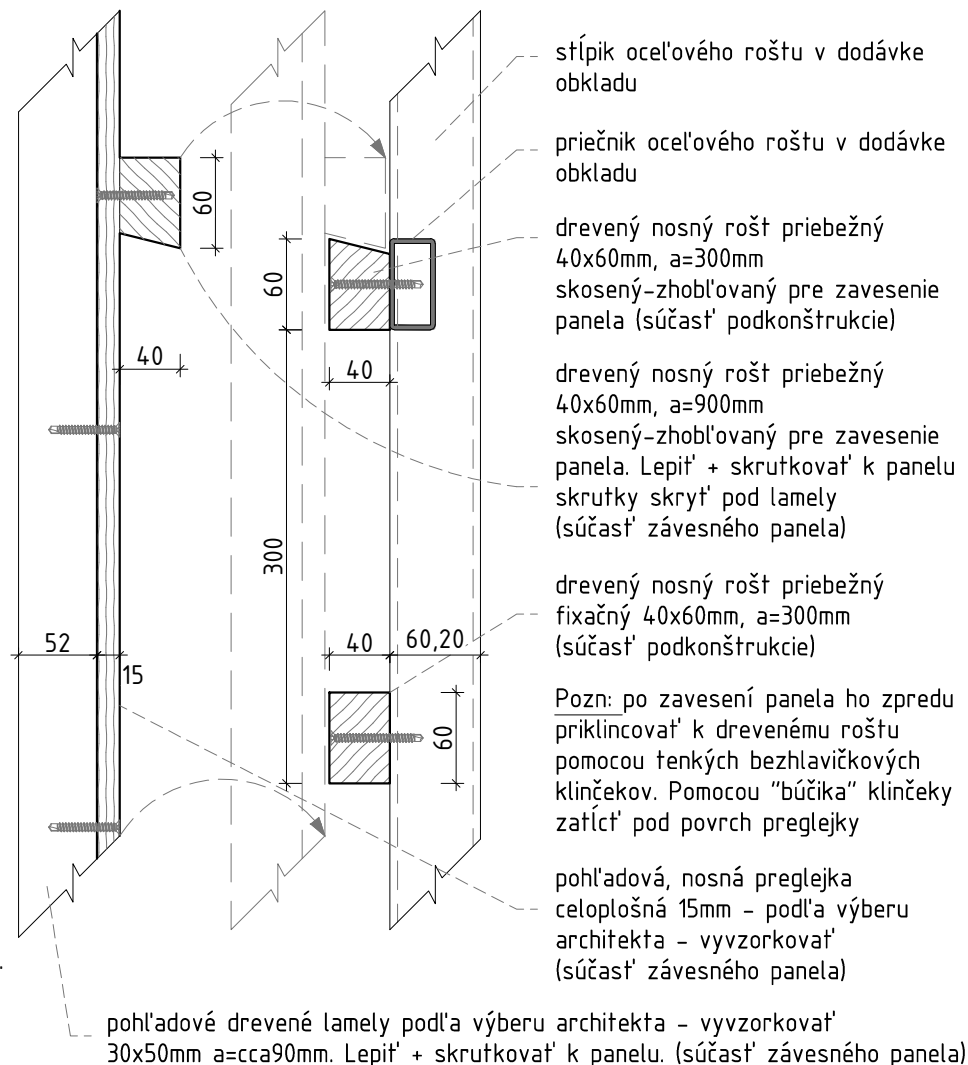 stĺpik oceľového roštu v dodávke
obkladu
priečnik oceľového roštu v dodávke
obkladu
drevený nosný rošt priebežný
40x60mm, a=300mm
skosený-zhobľovaný pre zavesenie
panela (súčasť podkonštrukcie)
drevený nosný rošt priebežný
40x60mm, a=900mm
skosený-zhobľovaný pre zavesenie
panela. Lepiť + skrutkovať k panelu
skrutky skryť pod lamely
(súčasť závesného panela)
drevený nosný rošt priebežný
fixačný 40x60mm, a=300mm
(súčasť podkonštrukcie)
Pozn: po zavesení panela ho zpredu
priklincovať k drevenému roštu
pomocou tenkých bezhlavičkových
klinčekov. Pomocou "búčika" klinčeky
zatĺcť pod povrch preglejky
pohľadová, nosná preglejka
celoplošná 15mm - podľa výberu
architekta - vyvzorkovať
(súčasť závesného panela)
pohľadové drevené lamely podľa výberu architekta - vyvzorkovať
30x50mm a=cca90mm. Lepiť + skrutkovať k panelu. (súčasť závesného panela)
60
40
60
40
300
52
15
40
60,20
60